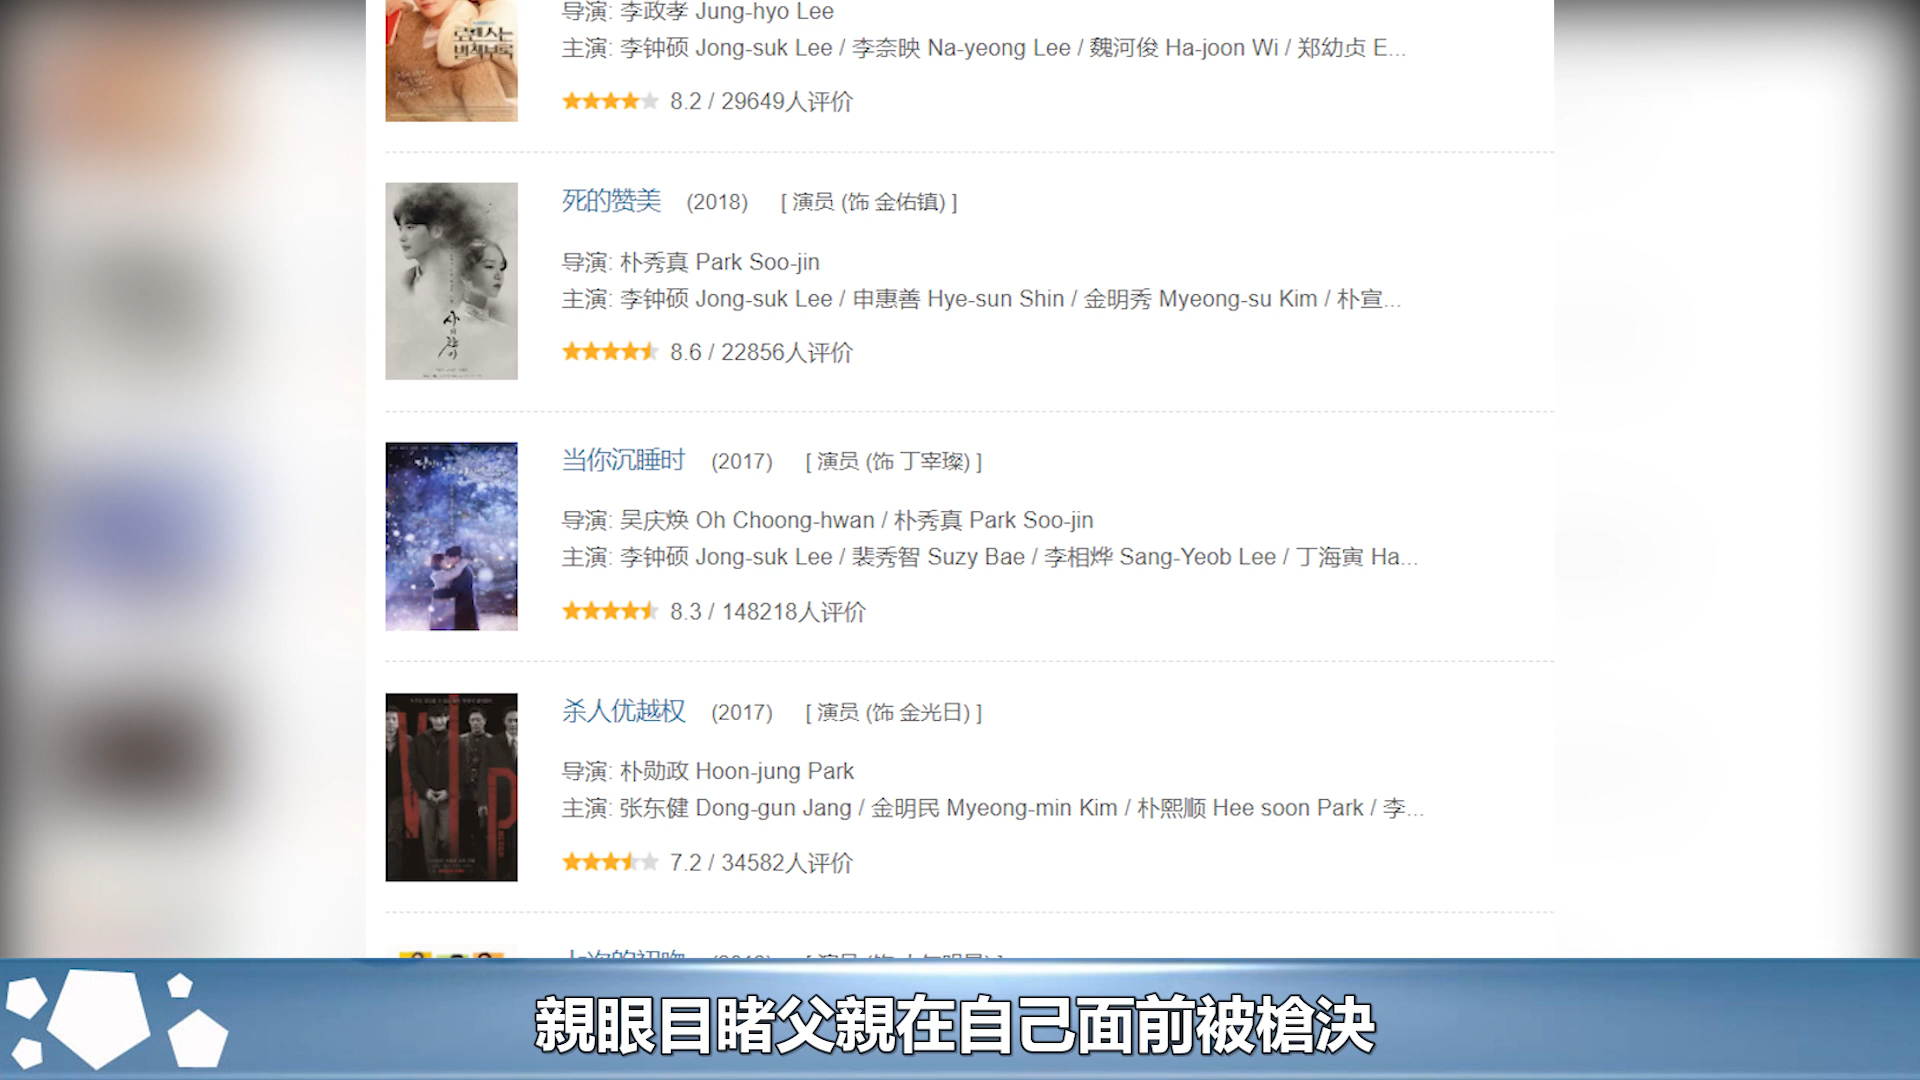 导演: 李政孝 Jung-hyo Lee
主演: 李钟硕 Jong-suk Lee / 李奈映 Na-yeong Lee / 魏河俊 Ha-joon Wi / 郑幼贞 E...
로맨스는
별책부록
8.2 / 29649人评价
死的赞美 (2018) [ 演员 (饰 金佑镇) ]
导演: 朴秀真 Park Soo-jin
主演: 李钟硕 Jong-suk Lee / 申惠善 Hye-sun Shin / 金明秀 Myeong-su Kim / 朴宣...
8.6 / 22856人评价
当你沉睡时 (2017) [ 演员 (饰 丁宰璨) ]
导演: 吴庆焕 Oh Choong-hwan / 朴秀真 Park Soo-jin
主演: 李钟硕 Jong-suk Lee / 裴秀智 Suzy Bae / 李相烨 Sang-Yeob Lee / 丁海寅 Ha...
8.3 / 148218人评价
杀人优越权 (2017) [ 演员 (饰 金光日) ]
导演: 朴勋政 Hoon-jung Park
主演: 张东健 Dong-gun Jang / 金明民 Myeong-min Kim / 朴熙顺 Hee soon Park / 李...
7.2 / 34582人评价
親眼目睹父親在自己面前被槍決